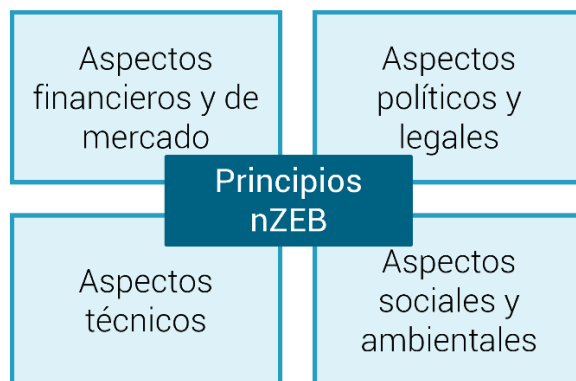 Aspectos
financieros y de
mercado
Aspectos
políticos y
legales
Principios
nZEB
Aspectos
técnicos
Aspectos
sociales y
ambientales